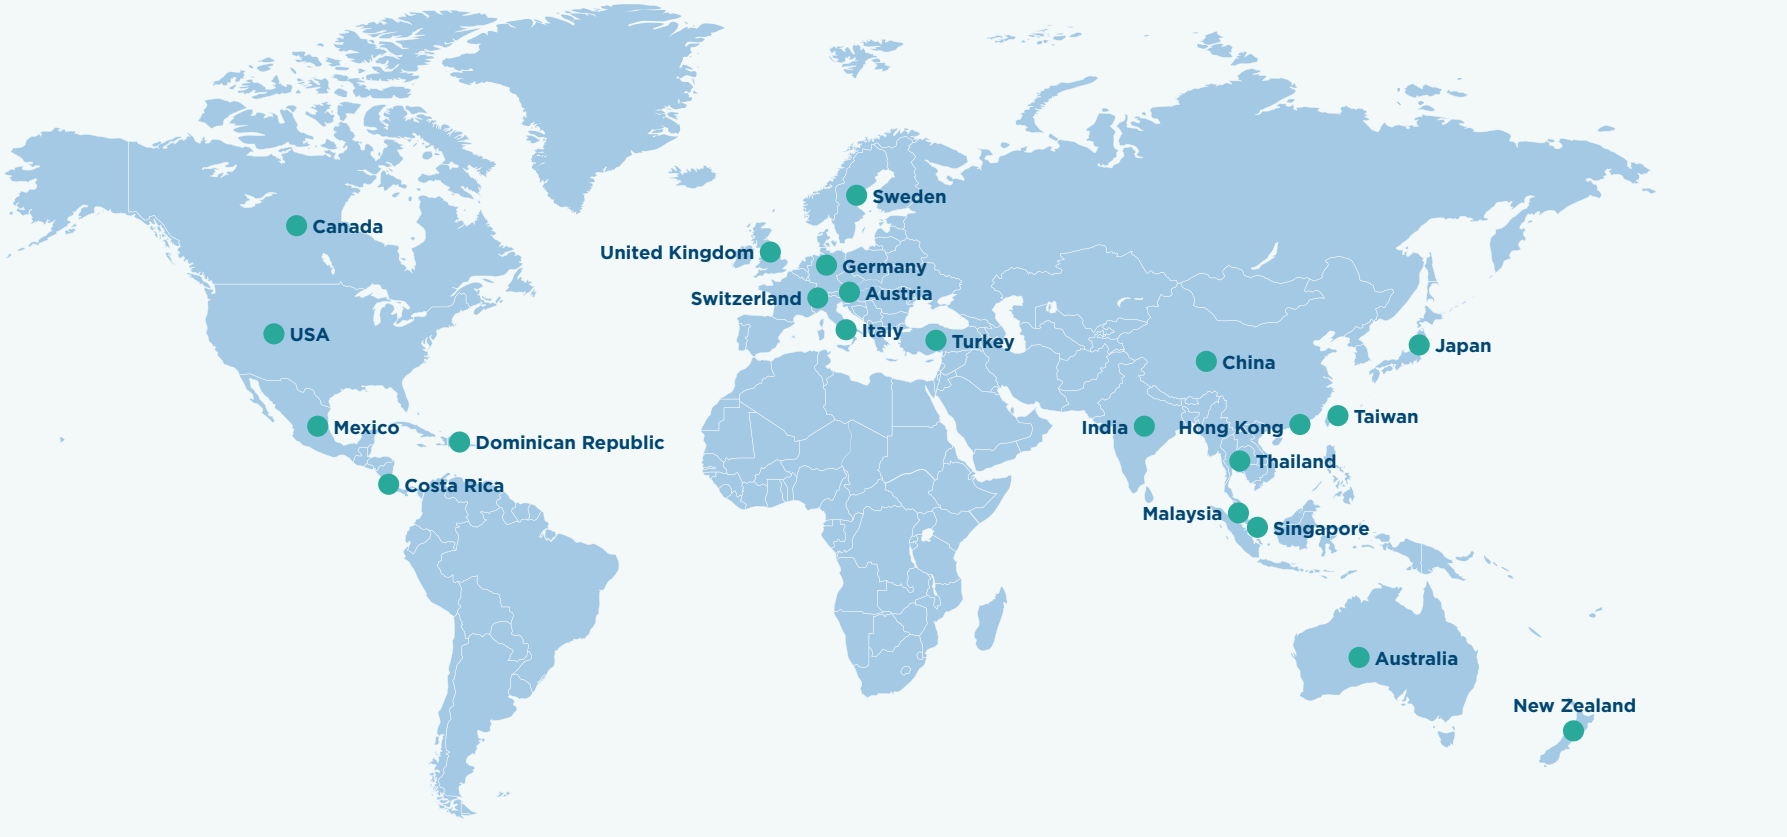 Sweden
Canada
United Kingdom
Germany
Switzerland
Austria
USA
Italy
Turkey
Japan
China
Mexico
Dominican Republic
India
Hong Kong
Taiwan
Thailand
Costa Rica
Malaysia
Singapore
Australia
New Zealand